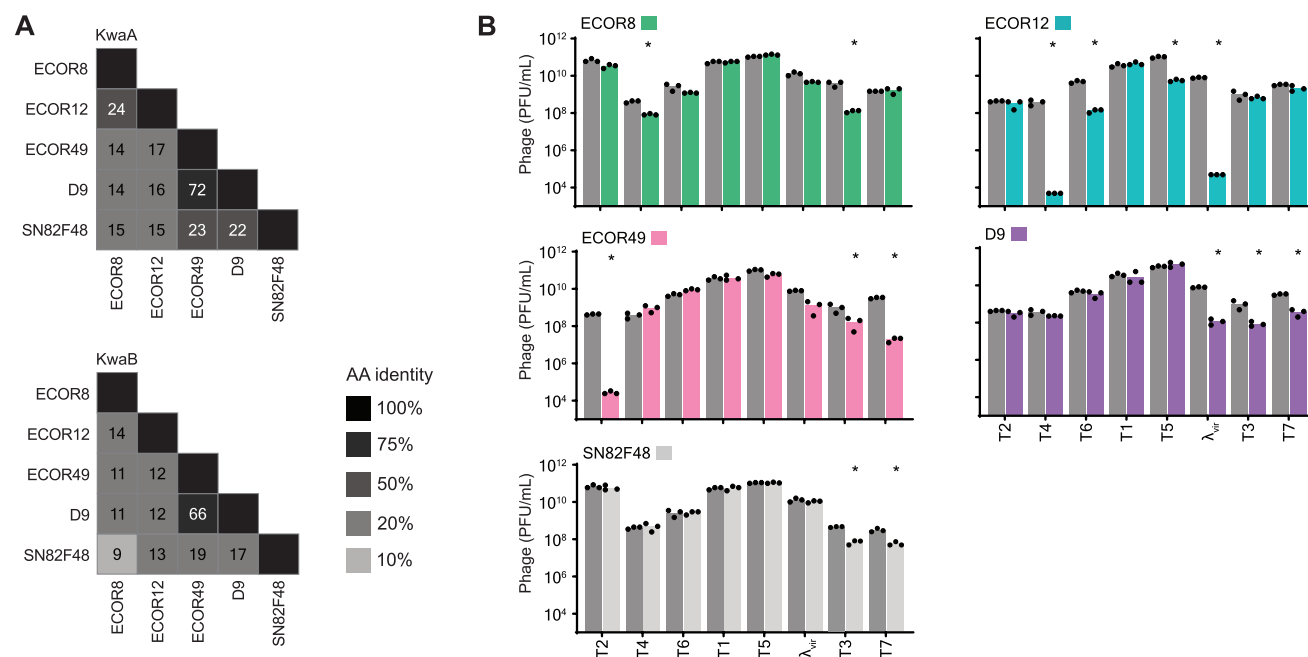 A
KwaA
ECOR8
ECOR12 24
ECOR49 14 17
D9 14 16 72
SN82F48 15 15 23 22
ECOR8 ECOR12 ECOR49 D9 SN82F48
KwaB
ECOR8
ECOR12 14
ECOR49 11 12
D9 11 12 66
SN82F48 9 13 19 17
ECOR8 ECOR12 ECOR49 D9 SN82F48
AA identity
100%
75%
50%
20%
10%
B
ECOR8
Phage (PFU/mL)
10¹²
10¹⁰
10⁸
10⁶
10⁴
* *
ECOR12
* * * *
ECOR49
Phage (PFU/mL)
10¹²
10¹⁰
10⁸
10⁶
10⁴
* * *
D9
* * *
T2 T4 T6 T1 T5 λvir T3 T7
SN82F48
Phage (PFU/mL)
10¹²
10¹⁰
10⁸
10⁶
10⁴
* *
T2 T4 T6 T1 T5 λvir T3 T7